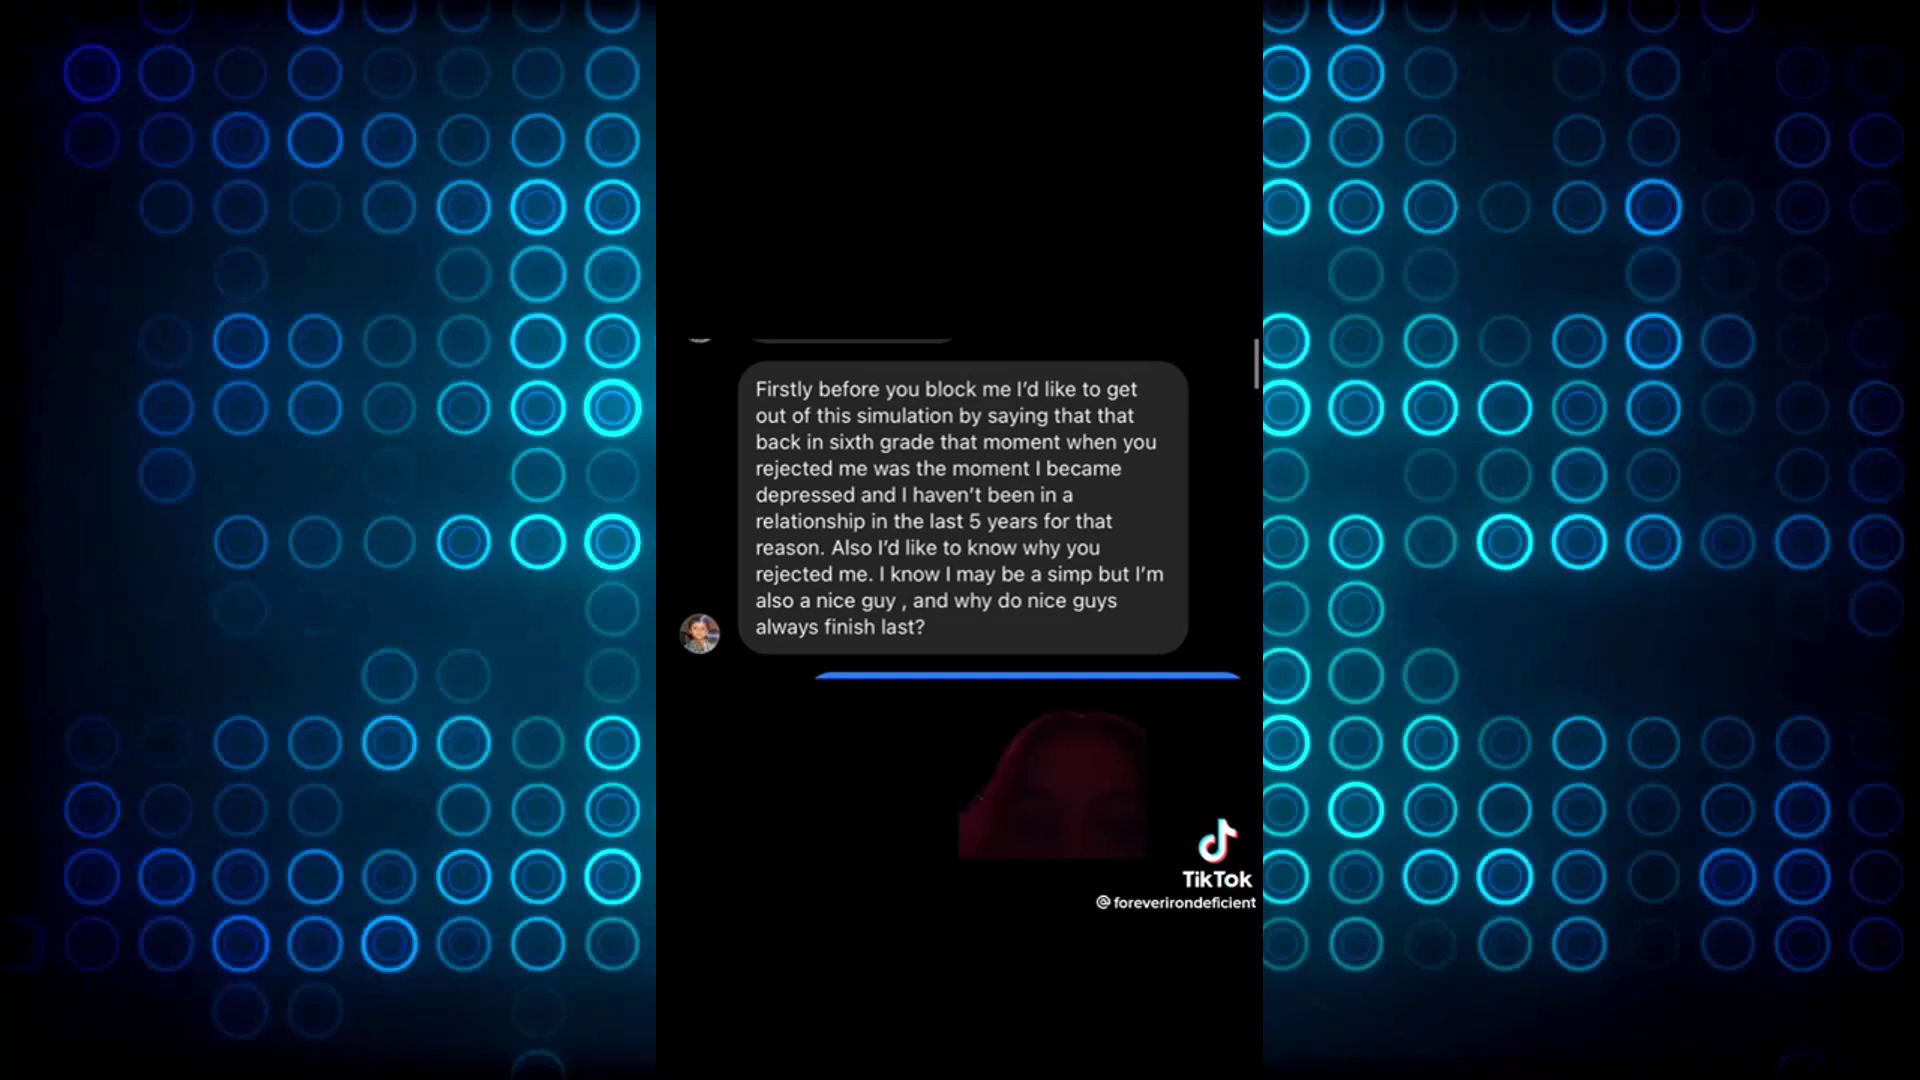 Firstly before you block me I’d like to get
out of this simulation by saying that that
back in sixth grade that moment when you
rejected me was the moment I became
depressed and I haven’t been in a
relationship in the last 5 years for that
reason. Also I’d like to know why you
rejected me. I know I may be a simp but I’m
also a nice guy , and why do nice guys
always finish last?
TikTok
@foreverirondeficient